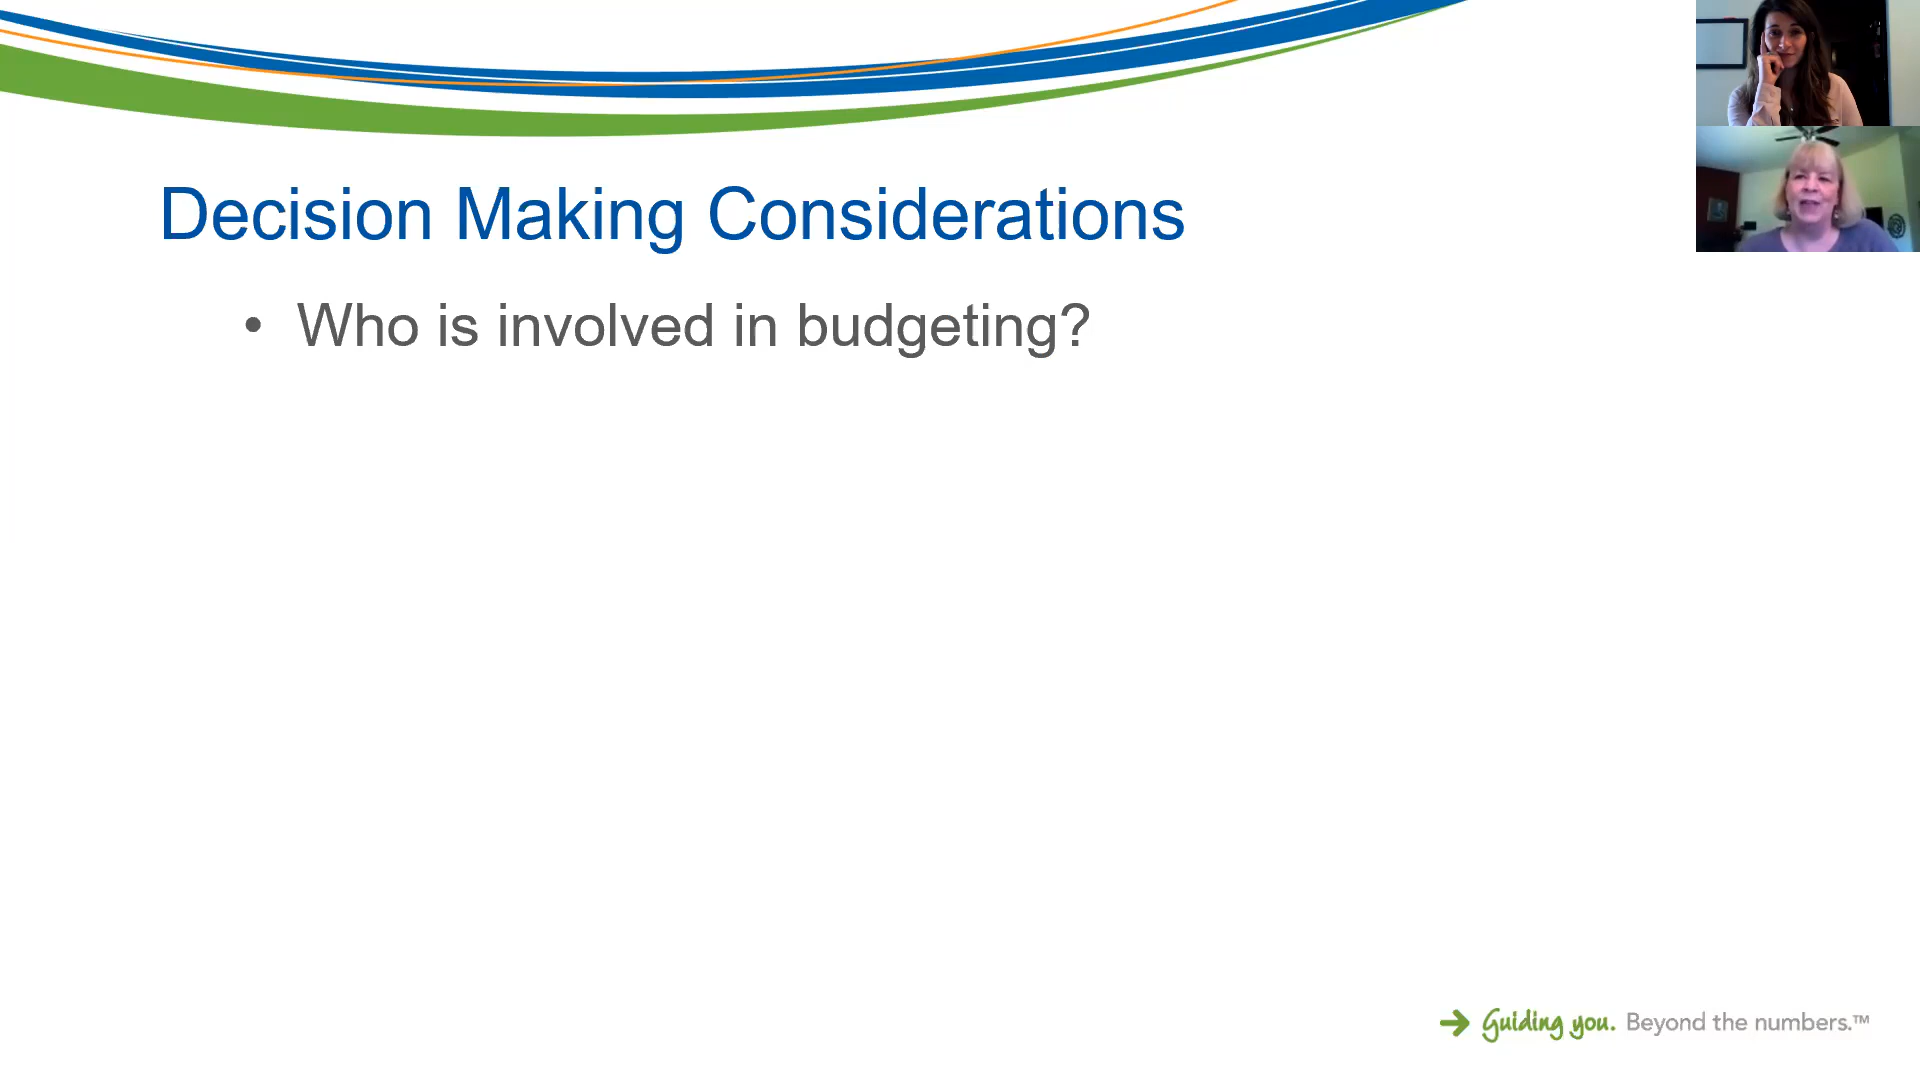 Decision Making Considerations
• Who is involved in budgeting?
Guiding you. Beyond the numbers.™